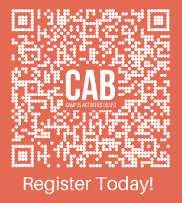 CAB
CAMPUS ACTIVITIES BOARD
Register Today!